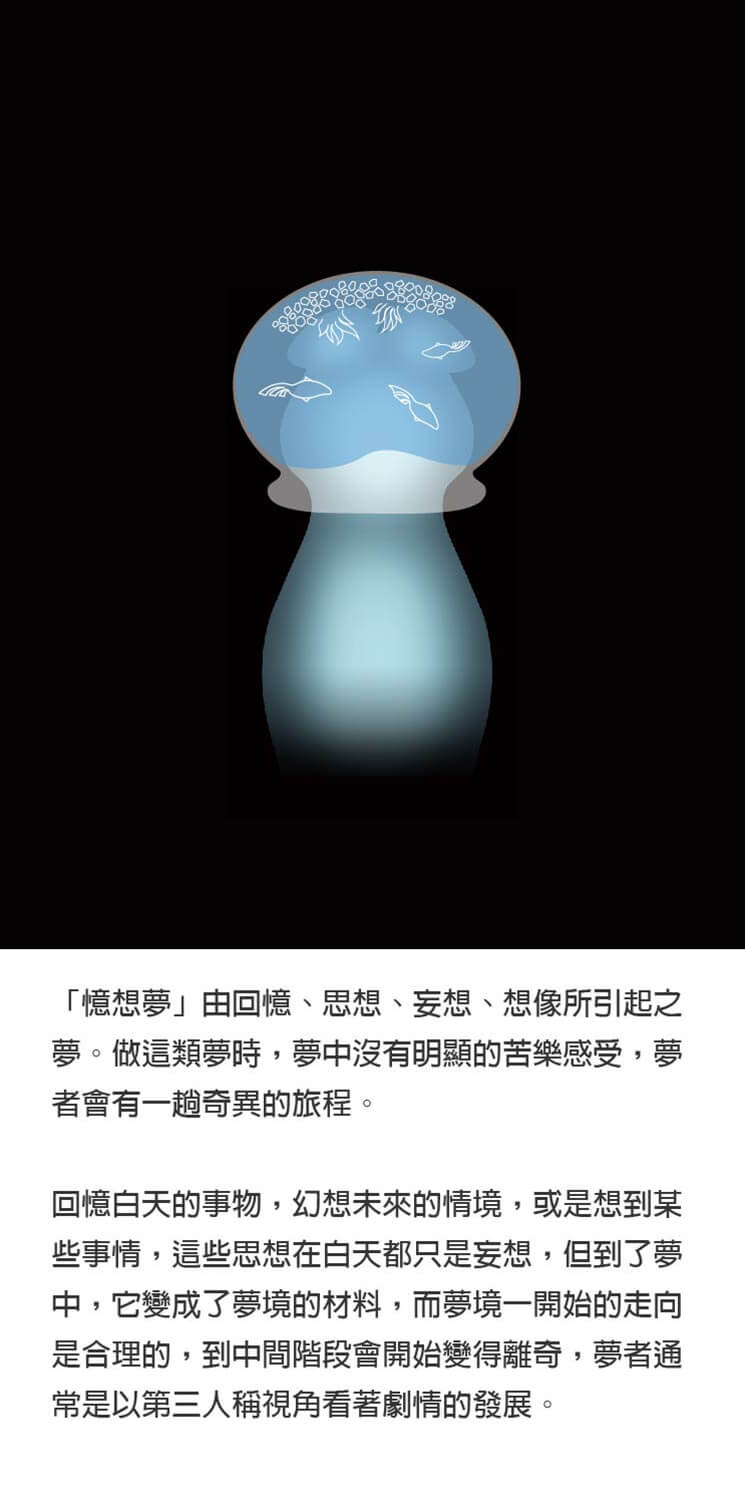 「憶想夢」由回憶、思想、妄想、想像所引起之
夢。做這類夢時，夢中沒有明顯的苦樂感受，夢
者會有一趟奇異的旅程。
回憶白天的事物，幻想未來的情境，或是想到某
些事情，這些思想在白天都只是妄想，但到了夢
中，它變成了夢境的材料，而夢境一開始的走向
是合理的，到中間階段會開始變得離奇，夢者通
常是以第三人稱視角看著劇情的發展。